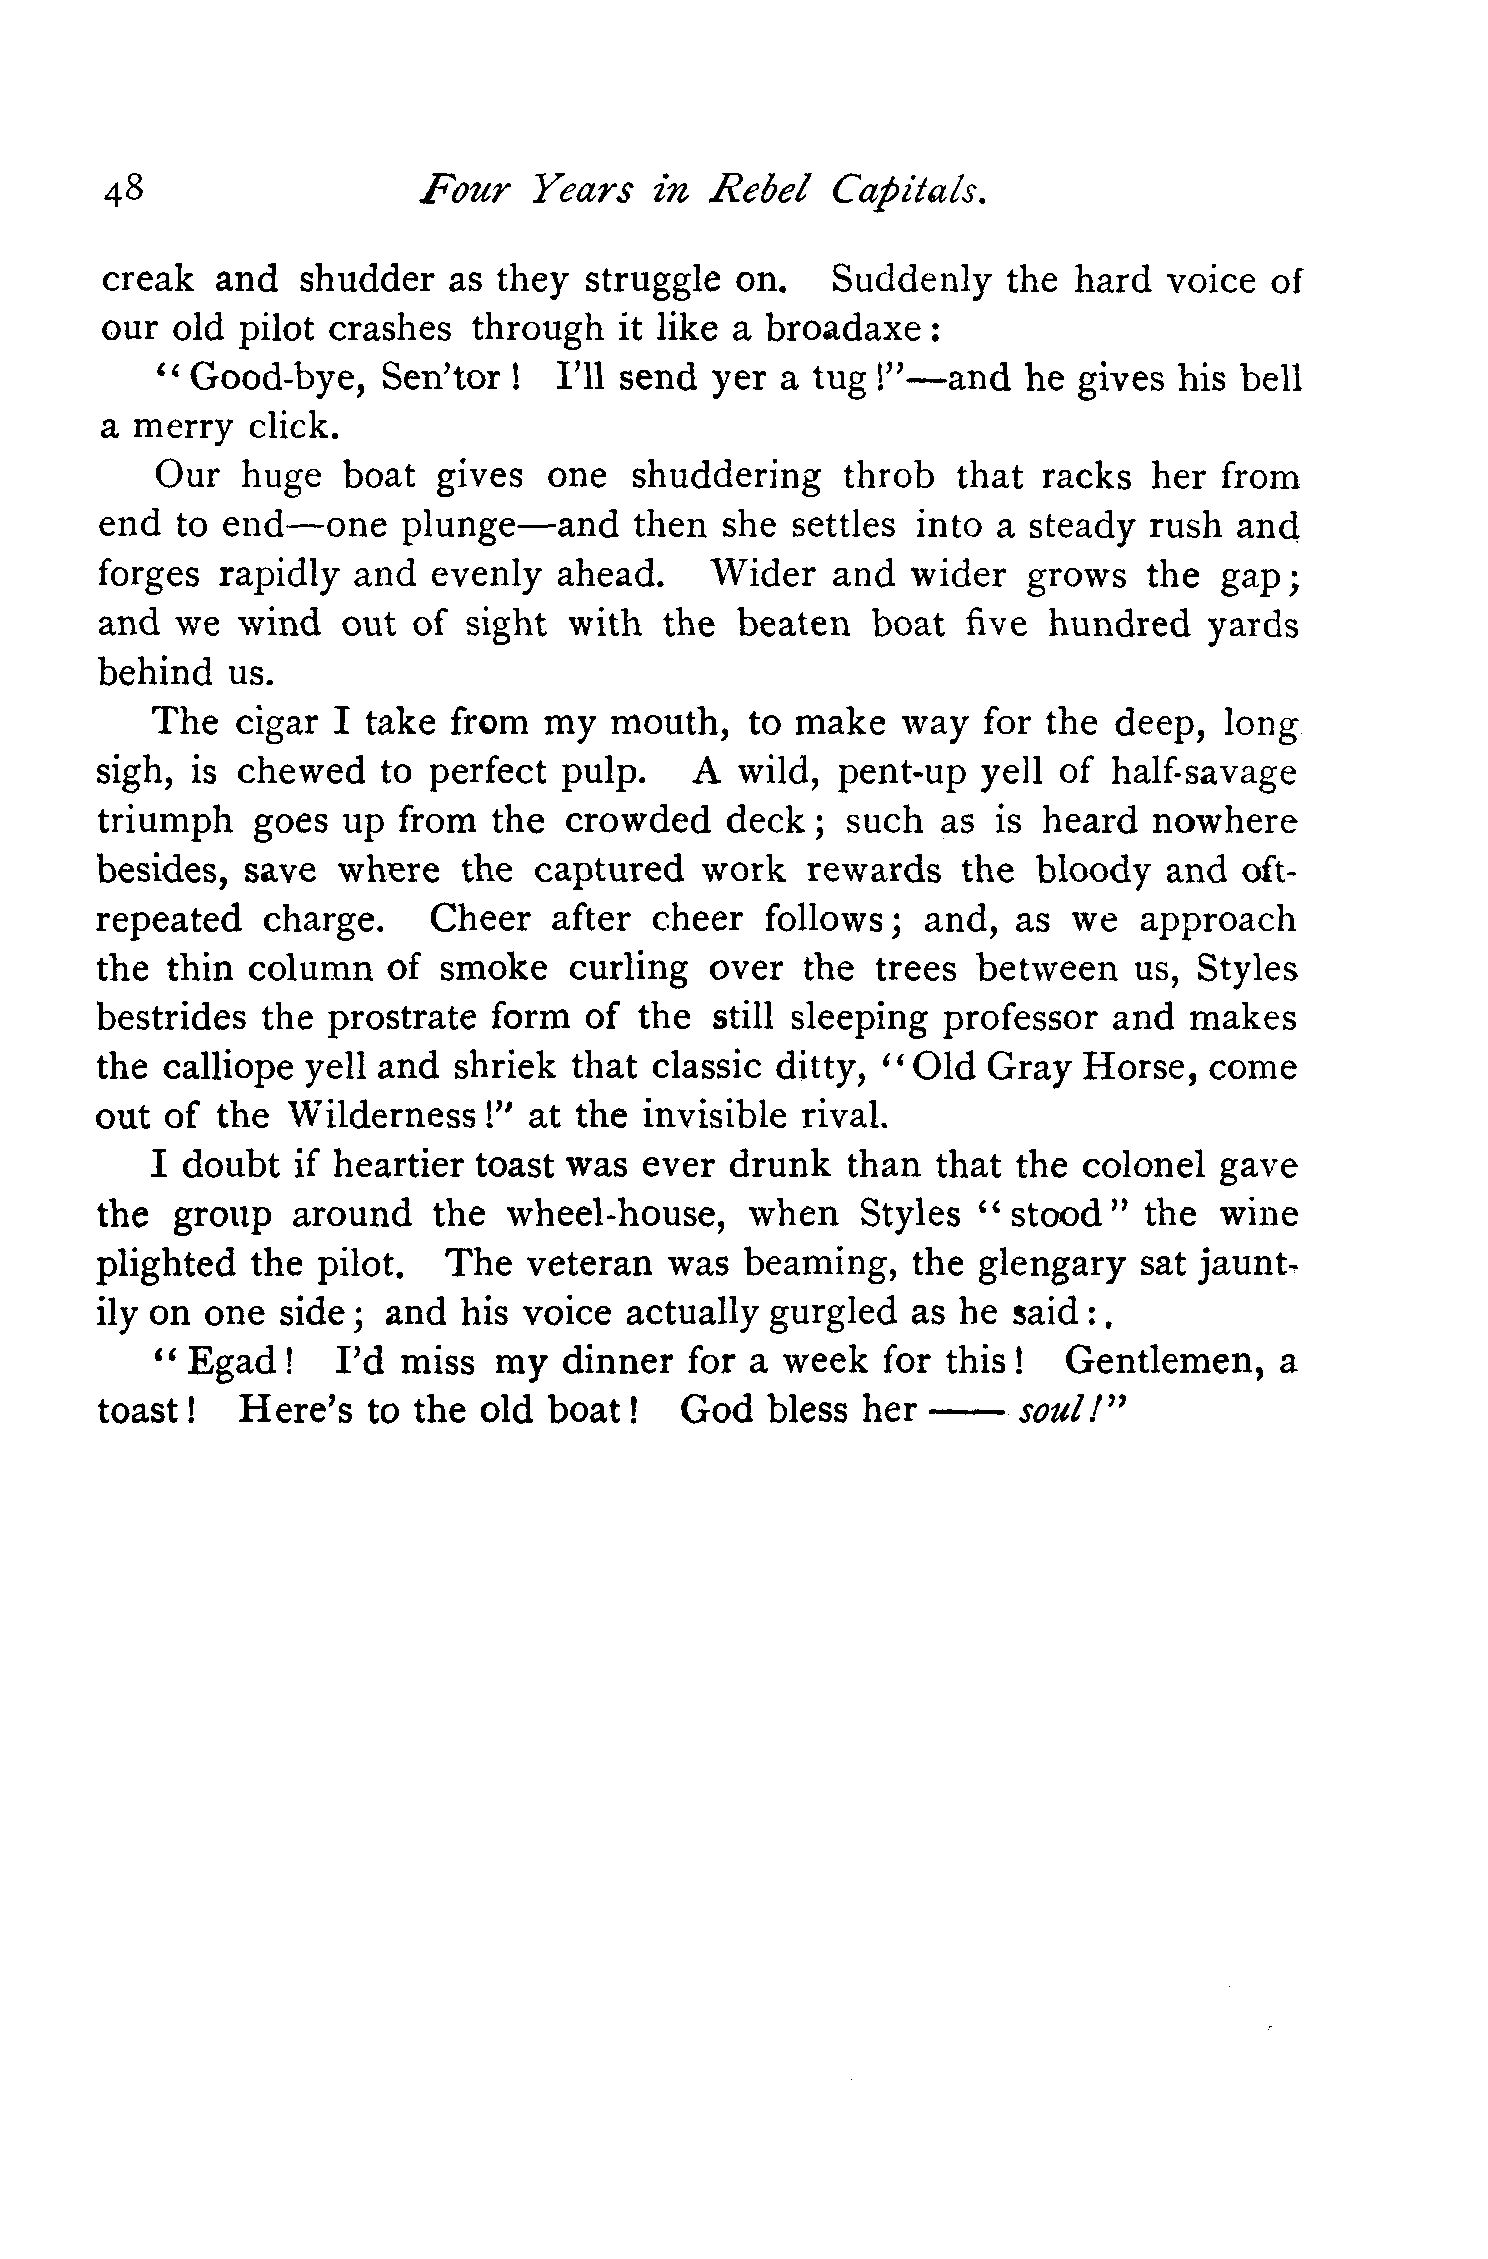 48 Four Years in Rebel Capitals.
creak and shudder as they struggle on. Suddenly the hard voice of
our old pilot crashes through it like a broadaxe :
“ Good-bye, Sen'tor ! I'll send yer a tug !”—and he gives his bell
a merry click.
Our huge boat gives one shuddering throb that racks her from
end to end—one plunge—and then she settles into a steady rush and
forges rapidly and evenly ahead. Wider and wider grows the gap ;
and we wind out of sight with the beaten boat five hundred yards
behind us.
The cigar I take from my mouth, to make way for the deep, long
sigh, is chewed to perfect pulp. A wild, pent-up yell of half-savage
triumph goes up from the crowded deck ; such as is heard nowhere
besides, save where the captured work rewards the bloody and oft-
repeated charge. Cheer after cheer follows ; and, as we approach
the thin column of smoke curling over the trees between us, Styles
bestrides the prostrate form of the still sleeping professor and makes
the calliope yell and shriek that classic ditty, “ Old Gray Horse, come
out of the Wilderness !” at the invisible rival.
I doubt if heartier toast was ever drunk than that the colonel gave
the group around the wheel-house, when Styles “ stood ” the wine
plighted the pilot. The veteran was beaming, the glengary sat jaunt-
ily on one side ; and his voice actually gurgled as he said : .
“ Egad ! I'd miss my dinner for a week for this ! Gentlemen, a
toast ! Here's to the old boat ! God bless her —— soul !”